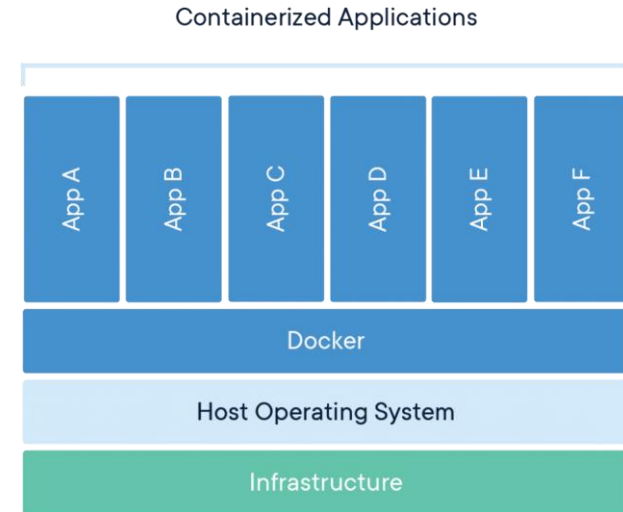 Containerized Applications
App A
App B
App C
App D
App E
App F
Docker
Host Operating System
Infrastructure